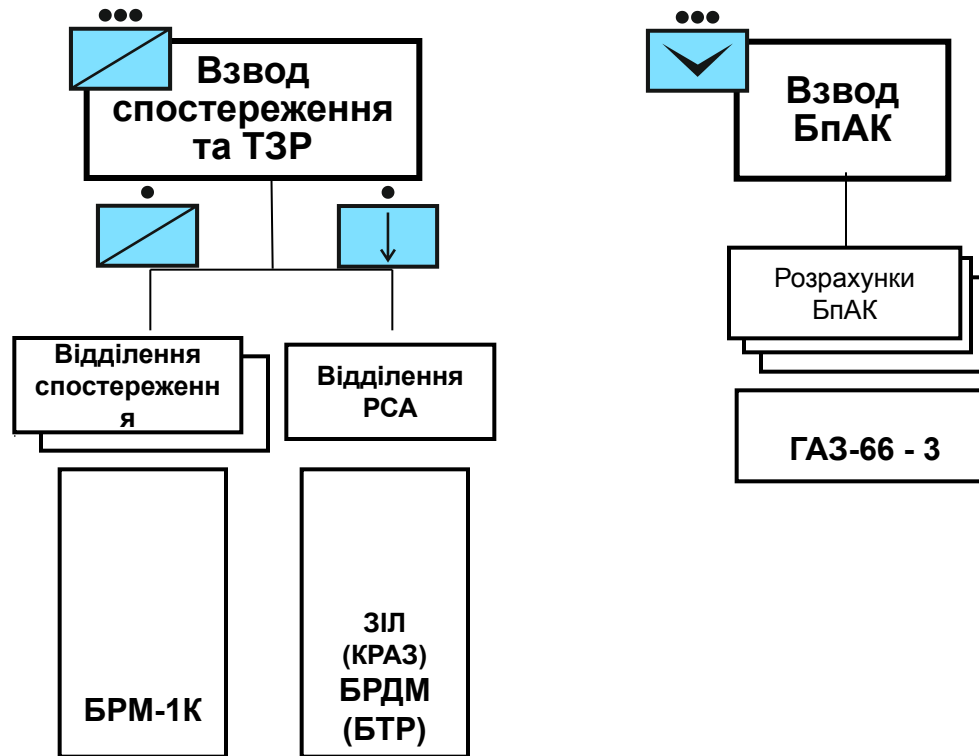 Взвод
спостереження
та ТЗР
Відділення
спостереженн
я
Відділення
РСА
БРМ-1К
ЗІЛ
(КРАЗ)
БРДМ
(БТР)
Взвод
БпАК
Розрахунки
БпАК
ГАЗ-66 - 3